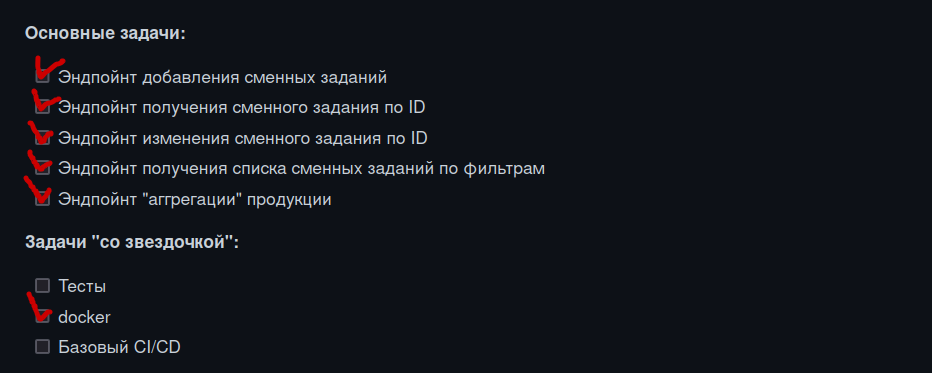 Основные задачи:
Эндпойнт добавления сменных заданий
Эндпойнт получения сменного задания по ID
Эндпойнт изменения сменного задания по ID
Эндпойнт получения списка сменных заданий по фильтрам
Эндпойнт "аггрегации" продукции
Задачи "со звездочкой":
Тесты
docker
Базовый CI/CD